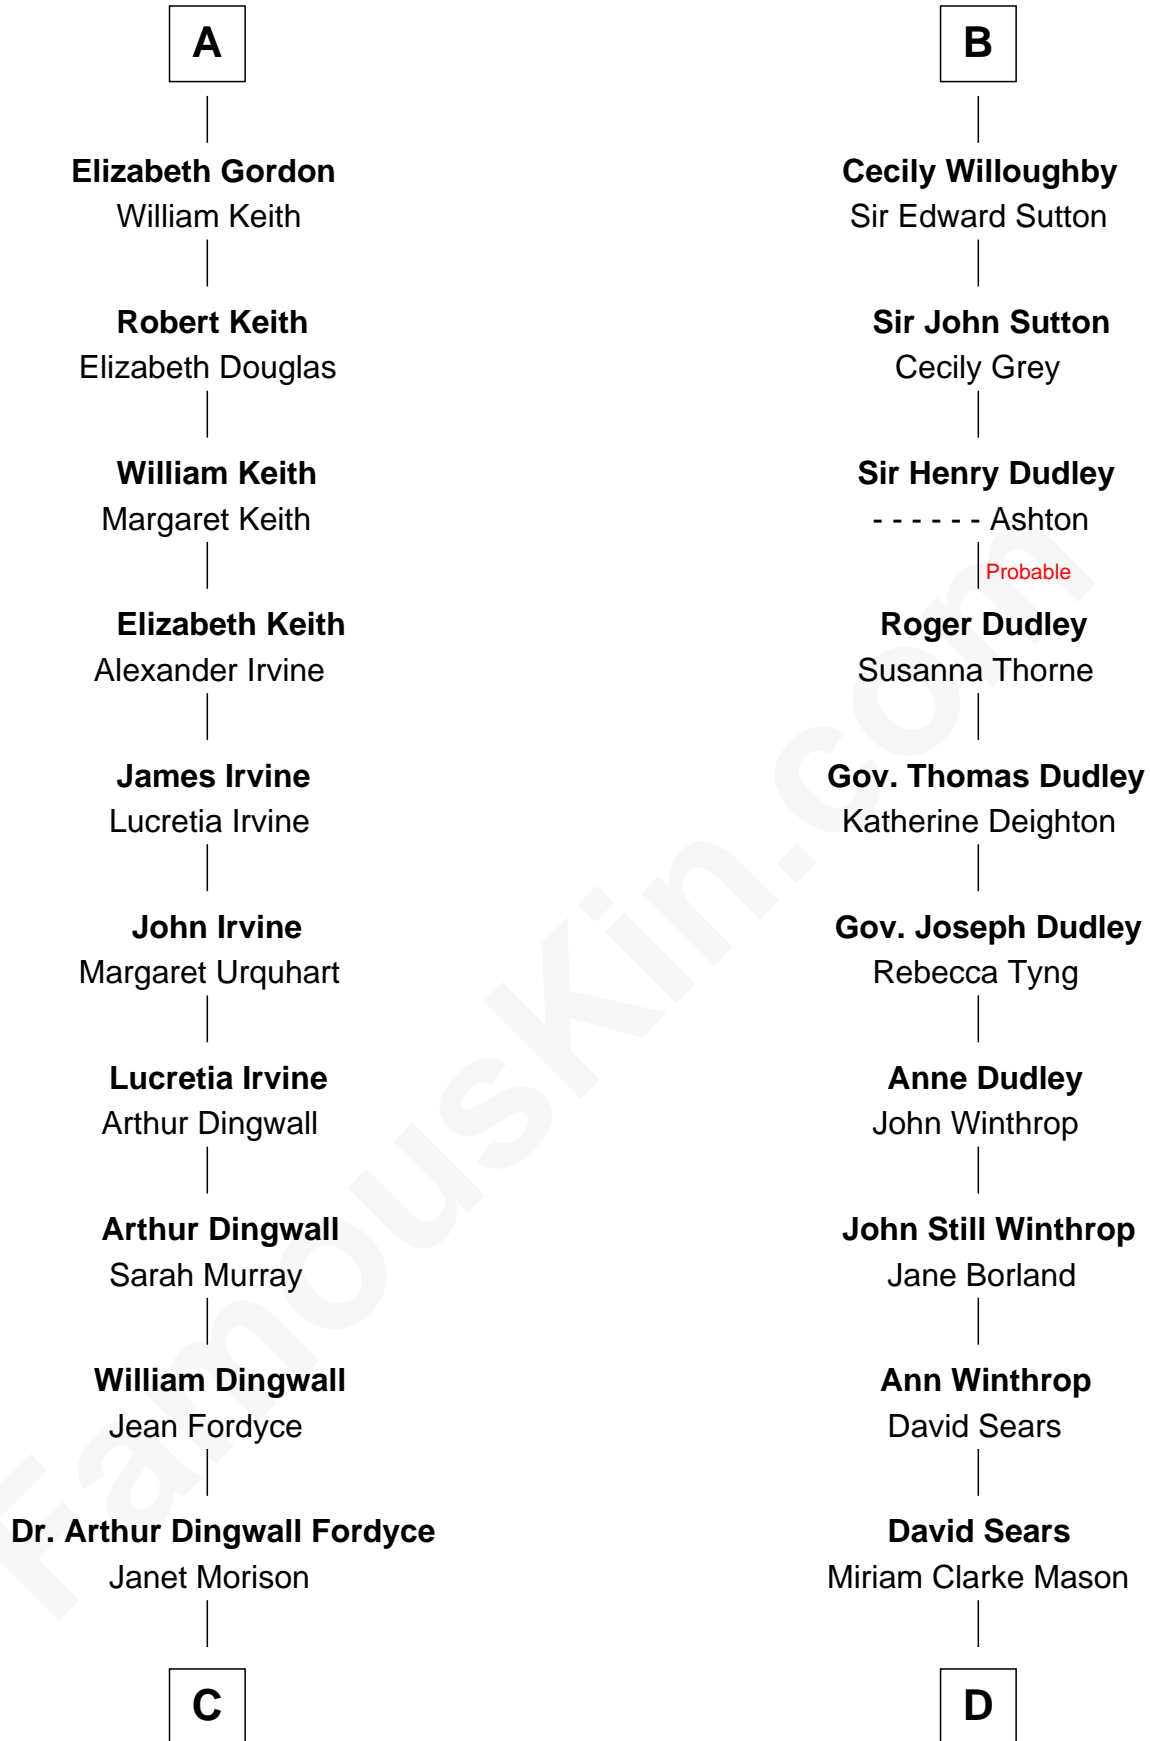 A
Elizabeth Gordon
William Keith
Robert Keith
Elizabeth Douglas
William Keith
Margaret Keith
Elizabeth Keith
Alexander Irvine
James Irvine
Lucretia Irvine
John Irvine
Margaret Urquhart
Lucretia Irvine
Arthur Dingwall
Arthur Dingwall
Sarah Murray
William Dingwall
Jean Fordyce
Dr. Arthur Dingwall Fordyce
Janet Morison
C
B
Cecily Willoughby
Sir Edward Sutton
Sir John Sutton
Cecily Grey
Sir Henry Dudley
- - - - - - Ashton
Probable
Roger Dudley
Susanna Thorne
Gov. Thomas Dudley
Katherine Deighton
Gov. Joseph Dudley
Rebecca Tyng
Anne Dudley
John Winthrop
John Still Winthrop
Jane Borland
Ann Winthrop
David Sears
David Sears
Miriam Clarke Mason
D
FamousKin.com